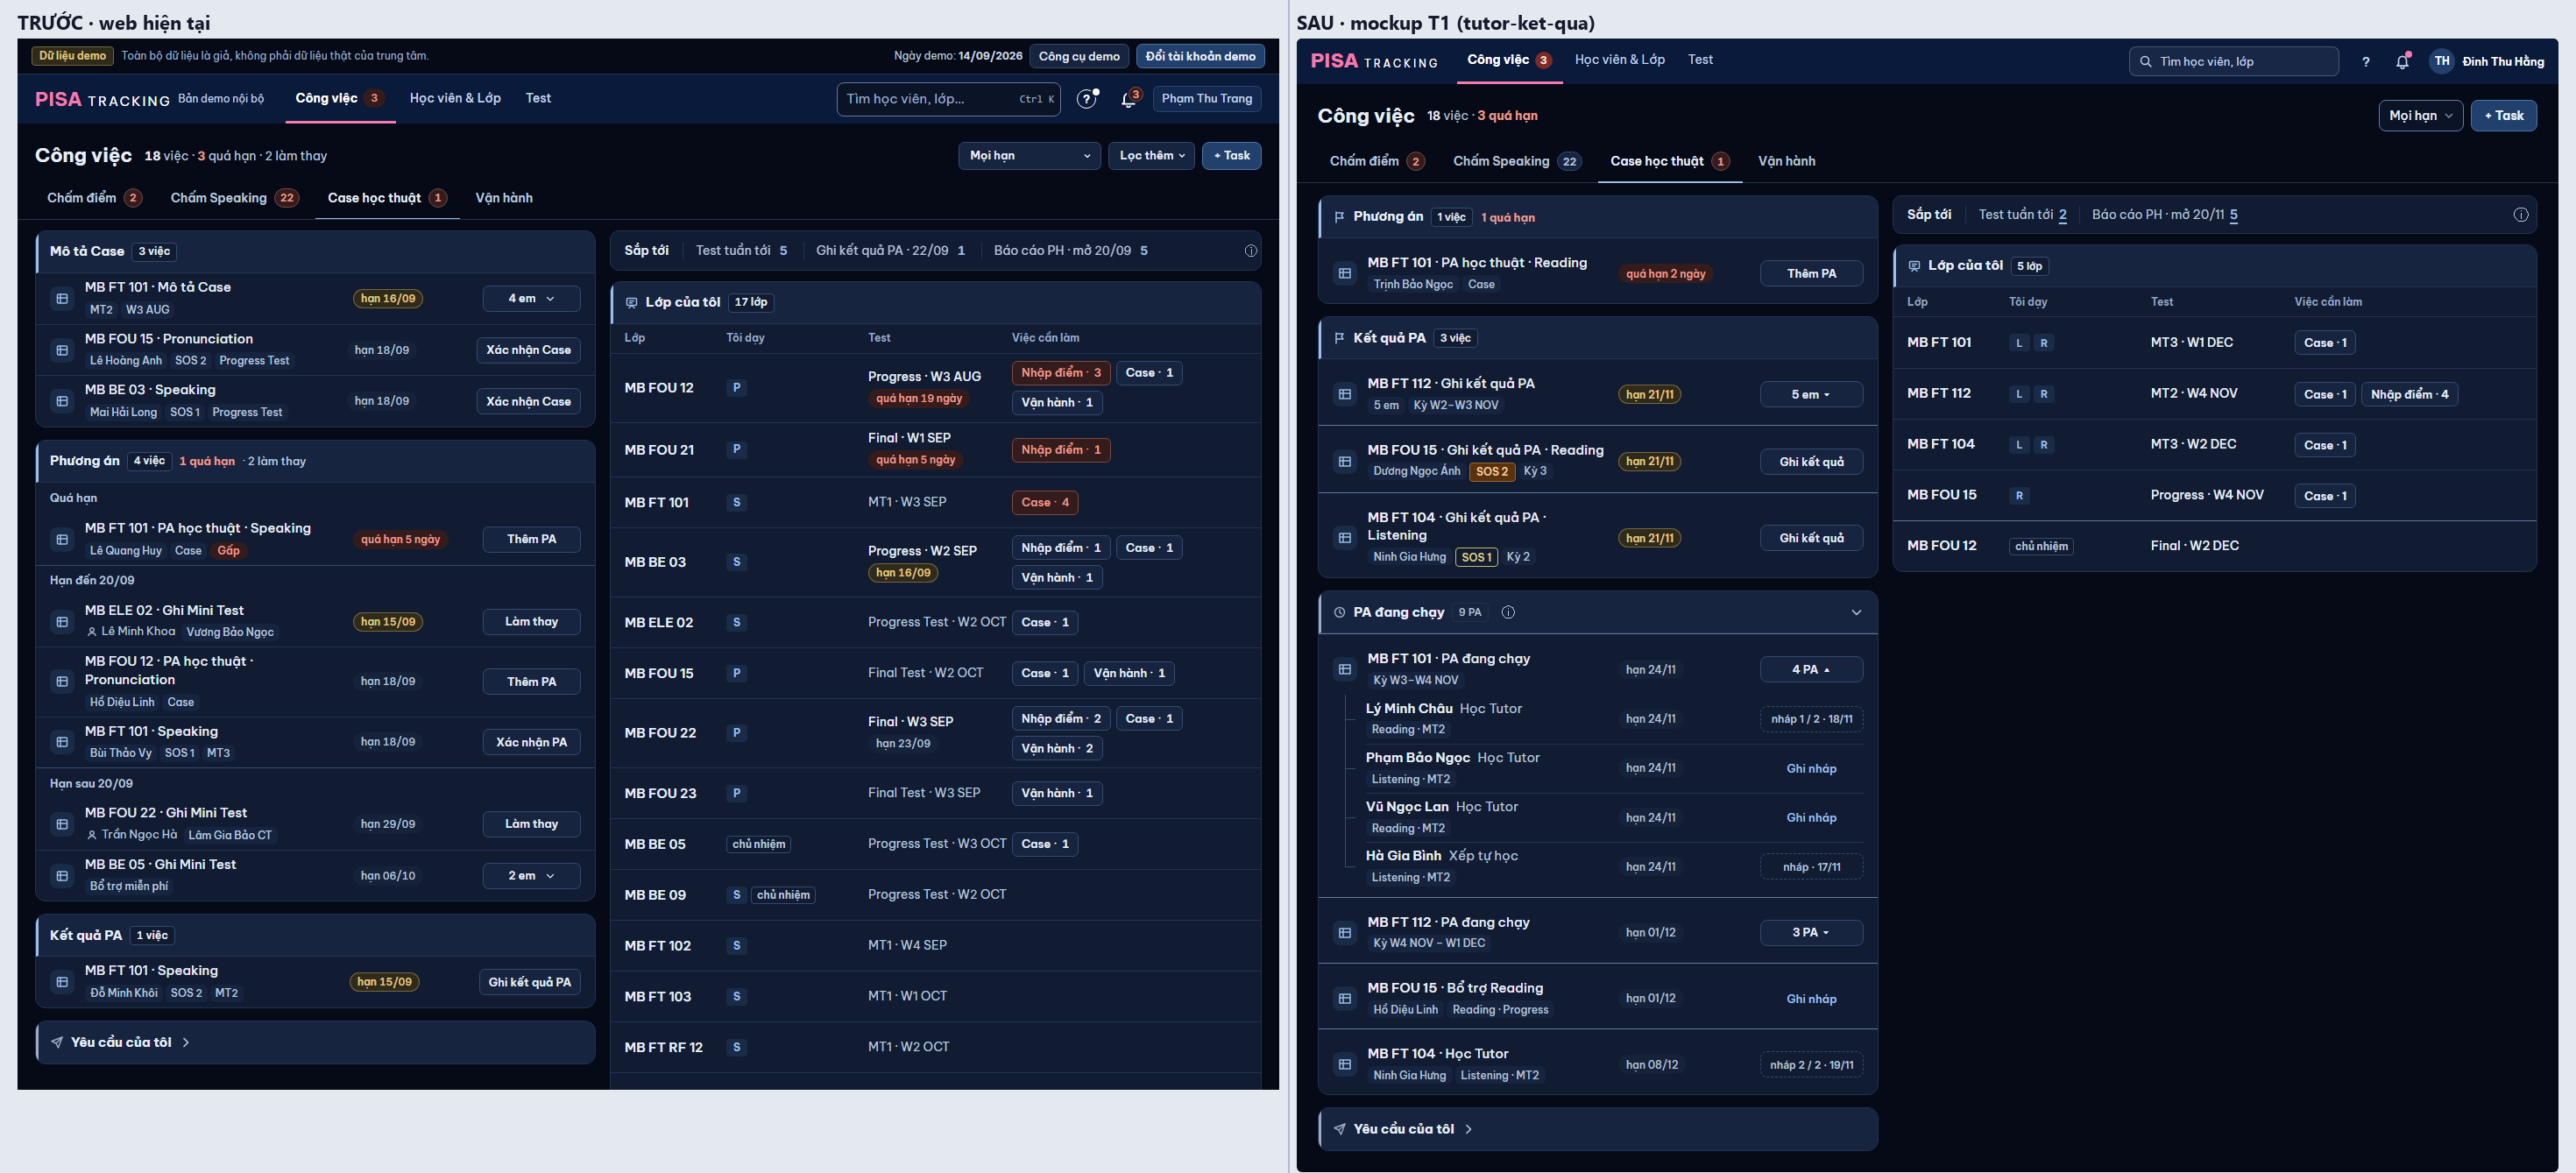 TRƯỚC · web hiện tại
Dữ liệu demo Toàn bộ dữ liệu là giả, không phải dữ liệu thật của trung tâm. Ngày demo: 14/09/2026 Công cụ demo Đổi tài khoản demo
PISA TRACKING Bản demo nội bộ Công việc 3 Học viên & Lớp Test Tìm học viên, lớp... Ctrl K ? 3 Phạm Thu Trang
Công việc 18 việc · 3 quá hạn · 2 làm thay Mọi hạn Lọc thêm + Task
Chấm điểm 2 Chấm Speaking 22 Case học thuật 1 Vận hành
Mô tả Case 3 việc
MB FT 101 · Mô tả Case
MT2 W3 AUG
hạn 16/09 4 em
MB FOU 15 · Pronunciation
Lê Hoàng Anh SOS 2 Progress Test
hạn 18/09 Xác nhận Case
MB BE 03 · Speaking
Mai Hải Long SOS 1 Progress Test
hạn 18/09 Xác nhận Case
Phương án 4 việc 1 quá hạn · 2 làm thay
Quá hạn
MB FT 101 · PA học thuật · Speaking
Lê Quang Huy Case Gấp
quá hạn 5 ngày Thêm PA
Hạn đến 20/09
MB ELE 02 · Ghi Mini Test
Lê Minh Khoa Vương Bảo Ngọc
hạn 15/09 Làm thay
MB FOU 12 · PA học thuật ·
Pronunciation
Hồ Diệu Linh Case
hạn 18/09 Thêm PA
MB FT 101 · Speaking
Bùi Thảo Vy SOS 1 MT3
hạn 18/09 Xác nhận PA
Hạn sau 20/09
MB FOU 22 · Ghi Mini Test
Trần Ngọc Hà Lâm Gia Bảo CT
hạn 29/09 Làm thay
MB BE 05 · Ghi Mini Test
Bổ trợ miễn phí
hạn 06/10 2 em
Kết quả PA 1 việc
MB FT 101 · Speaking
Đỗ Minh Khôi SOS 2 MT2
hạn 15/09 Ghi kết quả PA
Yêu cầu của tôi
Sắp tới Test tuần tới 5 Ghi kết quả PA · 22/09 1 Báo cáo PH · mở 20/09 5
Lớp của tôi 17 lớp
Lớp Tôi dạy Test Việc cần làm
MB FOU 12 P Progress · W3 AUG quá hạn 19 ngày Nhập điểm · 3 Case · 1 Vận hành · 1
MB FOU 21 P Final · W1 SEP quá hạn 5 ngày Nhập điểm · 1
MB FT 101 S MT1 · W3 SEP Case · 4
MB BE 03 S Progress · W2 SEP hạn 16/09 Nhập điểm · 1 Case · 1 Vận hành · 1
MB ELE 02 S Progress Test · W2 OCT Case · 1
MB FOU 15 P Final Test · W2 OCT Case · 1 Vận hành · 1
MB FOU 22 P Final · W3 SEP hạn 23/09 Nhập điểm · 2 Case · 1 Vận hành · 2
MB FOU 23 P Final Test · W3 SEP Vận hành · 1
MB BE 05 chủ nhiệm Progress Test · W3 OCT Case · 1
MB BE 09 S chủ nhiệm Progress Test · W2 OCT
MB FT 102 S MT1 · W4 SEP
MB FT 103 S MT1 · W1 OCT
MB FT RF 12 S MT1 · W2 OCT
SAU · mockup T1 (tutor-ket-qua)
PISA TRACKING Công việc 3 Học viên & Lớp Test Tìm học viên, lớp ? TH Đinh Thu Hằng
Công việc 18 việc · 3 quá hạn Mọi hạn + Task
Chấm điểm 2 Chấm Speaking 22 Case học thuật 1 Vận hành
Phương án 1 việc 1 quá hạn
MB FT 101 · PA học thuật · Reading
Trịnh Bảo Ngọc Case
quá hạn 2 ngày Thêm PA
Kết quả PA 3 việc
MB FT 112 · Ghi kết quả PA
5 em Kỳ W2–W3 NOV
hạn 21/11 5 em
MB FOU 15 · Ghi kết quả PA · Reading
Dương Ngọc Ánh SOS 2 Kỳ 3
hạn 21/11 Ghi kết quả
MB FT 104 · Ghi kết quả PA ·
Listening
Ninh Gia Hưng SOS 1 Kỳ 2
hạn 21/11 Ghi kết quả
PA đang chạy 9 PA
MB FT 101 · PA đang chạy
Kỳ W3–W4 NOV
hạn 24/11 4 PA
Lý Minh Châu Học Tutor
Reading · MT2
hạn 24/11 nháp 1 / 2 · 18/11
Phạm Bảo Ngọc Học Tutor
Listening · MT2
hạn 24/11 Ghi nháp
Vũ Ngọc Lan Học Tutor
Reading · MT2
hạn 24/11 Ghi nháp
Hà Gia Bình Xếp tự học
Listening · MT2
hạn 24/11 nháp · 17/11
MB FT 112 · PA đang chạy
Kỳ W4 NOV – W1 DEC
hạn 01/12 3 PA
MB FOU 15 · Bổ trợ Reading
Hồ Diệu Linh Reading · Progress
hạn 01/12 Ghi nháp
MB FT 104 · Học Tutor
Ninh Gia Hưng Listening · MT2
hạn 08/12 nháp 2 / 2 · 19/11
Yêu cầu của tôi
Sắp tới Test tuần tới 2 Báo cáo PH · mở 20/11 5
Lớp của tôi 5 lớp
Lớp Tôi dạy Test Việc cần làm
MB FT 101 L R MT3 · W1 DEC Case · 1
MB FT 112 L R MT2 · W4 NOV Case · 1 Nhập điểm · 4
MB FT 104 L R MT3 · W2 DEC Case · 1
MB FOU 15 R Progress · W4 NOV Case · 1
MB FOU 12 chủ nhiệm Final · W2 DEC